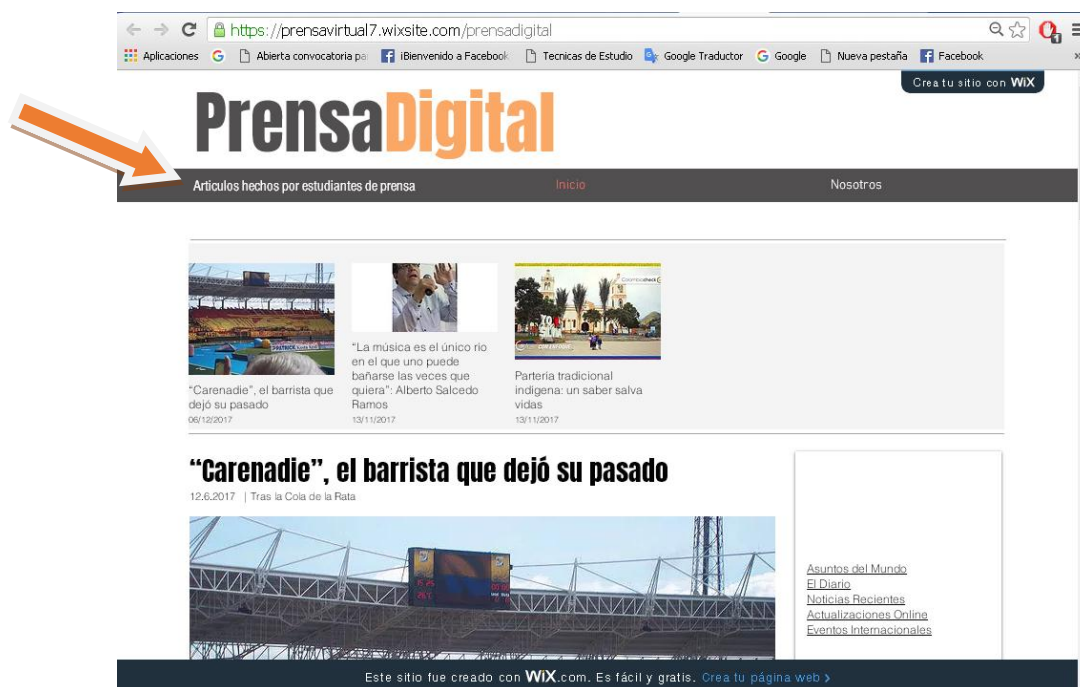 https://prensavirtual7.wixsite.com/prensadigital
Aplicaciones Abierta convocatoria pa ¡Bienvenido a Facebook Tecnicas de Estudio Google Traductor Google Nueva pestaña Facebook »
Crea tu sitio con WiX
PrensaDigital
Articulos hechos por estudiantes de prensa Inicio Nosotros
"Carenadie", el barrista que
dejó su pasado
06/12/2017
"La música es el único rio
en el que uno puede
bañarse las veces que
quiera": Alberto Salcedo
Ramos
13/11/2017
Partería tradicional
indígena: un saber salva
vidas
13/11/2017
“Carenadie”, el barrista que dejó su pasado
12.6.2017 | Tras la Cola de la Rata
Asuntos del Mundo
El Diario
Noticias Recientes
Actualizaciones Online
Eventos Internacionales
Este sitio fue creado con WiX.com. Es fácil y gratis. Crea tu página web >